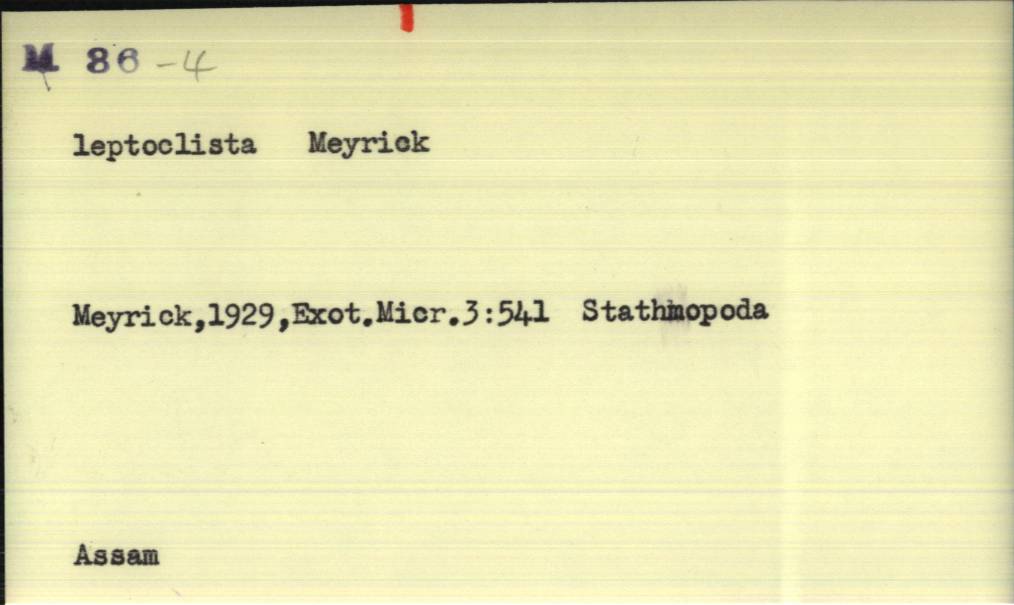 M 86 -4
leptoclista Meyrick
Meyrick,1929,Exot.Micr.3:541 Stathmopoda
Assam